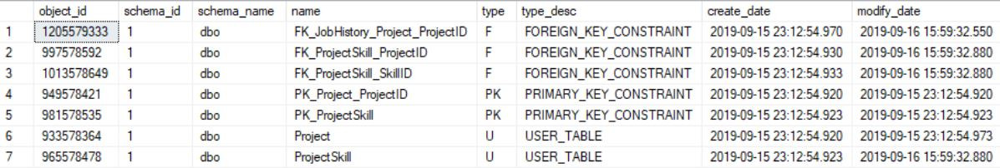 object_id schema_id schema_name name type type_desc create_date modify_date
1 1205579333 1 dbo FK_JobHistory_Project_ProjectID F FOREIGN_KEY_CONSTRAINT 2019-09-15 23:12:54.970 2019-09-16 15:59:32.550
2 997578592 1 dbo FK_ProjectSkill_ProjectID F FOREIGN_KEY_CONSTRAINT 2019-09-15 23:12:54.930 2019-09-16 15:59:32.880
3 1013578649 1 dbo FK_ProjectSkill_SkillID F FOREIGN_KEY_CONSTRAINT 2019-09-15 23:12:54.933 2019-09-16 15:59:32.880
4 949578421 1 dbo PK_Project_ProjectID PK PRIMARY_KEY_CONSTRAINT 2019-09-15 23:12:54.920 2019-09-15 23:12:54.920
5 981578535 1 dbo PK_ProjectSkill PK PRIMARY_KEY_CONSTRAINT 2019-09-15 23:12:54.923 2019-09-15 23:12:54.923
6 933578364 1 dbo Project U USER_TABLE 2019-09-15 23:12:54.920 2019-09-15 23:12:54.973
7 965578478 1 dbo ProjectSkill U USER_TABLE 2019-09-15 23:12:54.923 2019-09-16 15:59:32.880